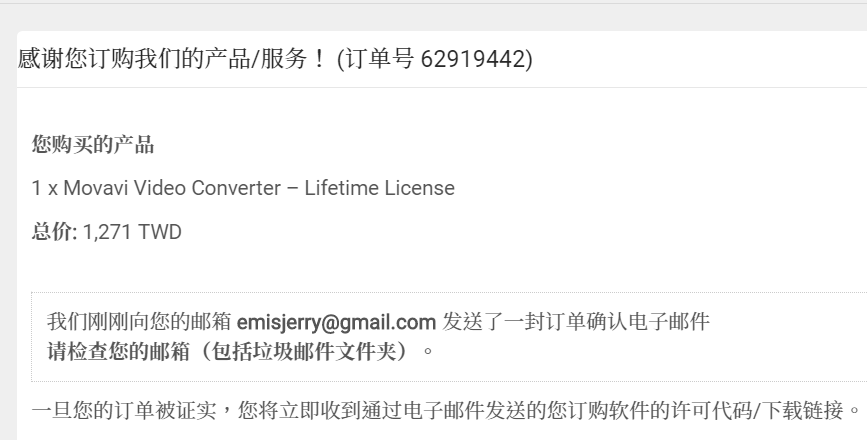 感谢您订购我们的产品/服务！ (订单号 62919442)
您购买的产品
1 x Movavi Video Converter – Lifetime License
总价: 1,271 TWD
我们刚刚向您的邮箱 emisjerry@gmail.com 发送了一封订单确认电子邮件
请检查您的邮箱（包括垃圾邮件文件夹）。
一旦您的订单被证实，您将立即收到通过电子邮件发送的您订购软件的许可代码/下载链接。